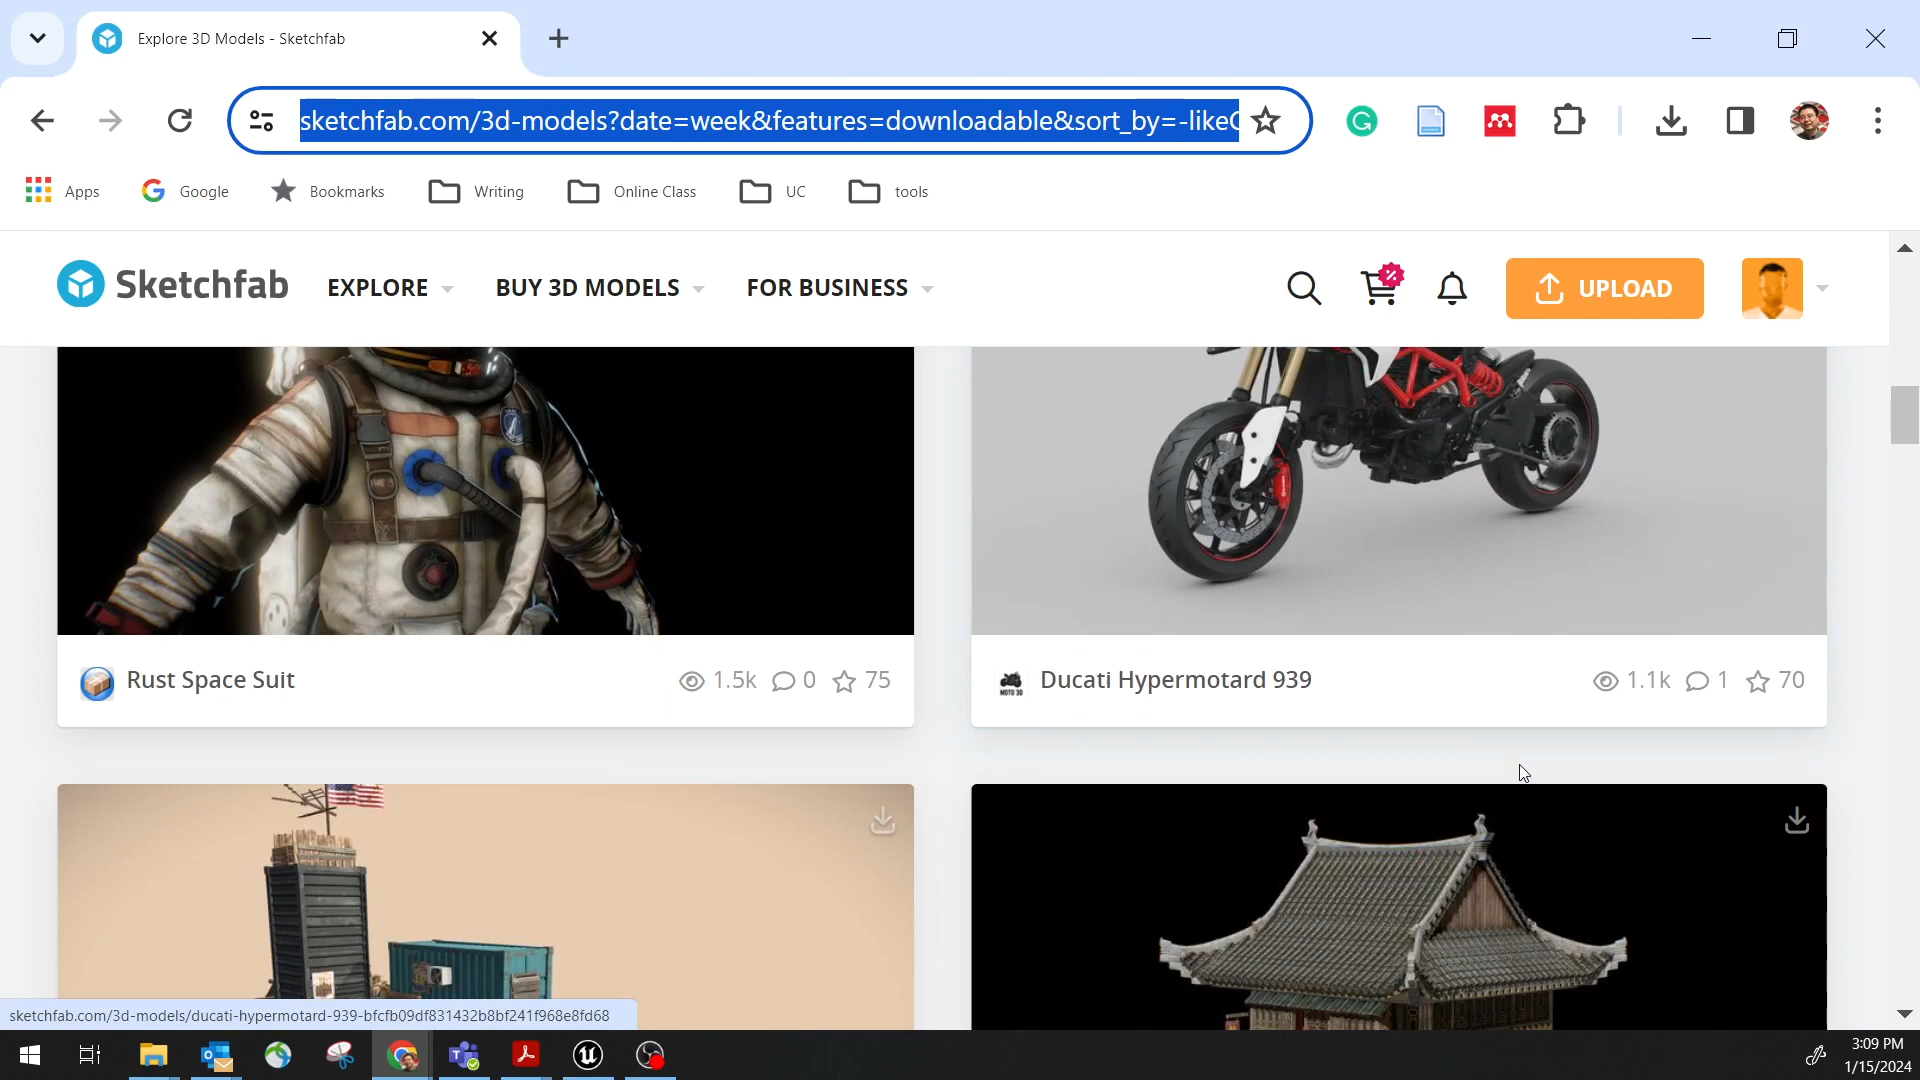 Explore 3D Models - Sketchfab
sketchfab.com/3d-models?date=week&features=downloadable&sort_by=-like
Apps
Google
Bookmarks
Writing
Online Class
UC
tools
Sketchfab
EXPLORE
BUY 3D MODELS
FOR BUSINESS
%
UPLOAD
Rust Space Suit
1.5k
0
75
MOTO 3D
Ducati Hypermotard 939
1.1k
1
70
sketchfab.com/3d-models/ducati-hypermotard-939-bfcfb09df831432b8bf241f968e8fd68
3:09 PM
1/15/2024